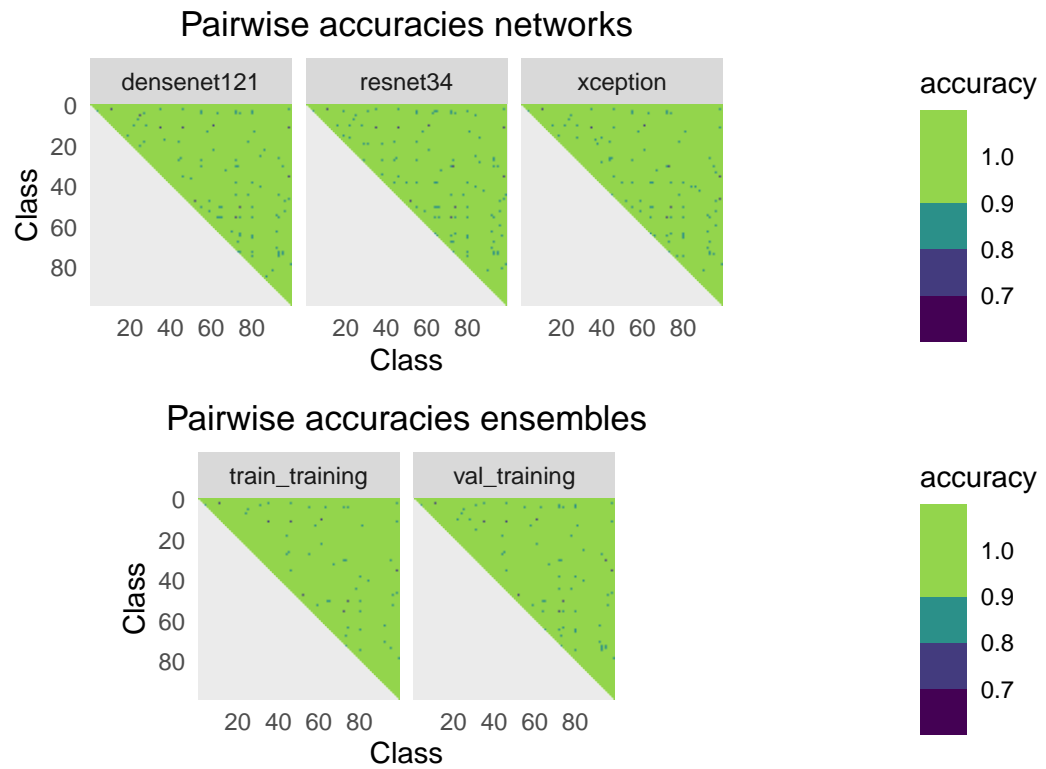 Pairwise accuracies networks
densenet121 resnet34 xception
0
20
40
60
80
Class
20 40 60 80 20 40 60 80 20 40 60 80
Class
accuracy
1.0
0.9
0.8
0.7
Pairwise accuracies ensembles
train_training val_training
0
20
40
60
80
Class
20 40 60 80 20 40 60 80
Class
accuracy
1.0
0.9
0.8
0.7